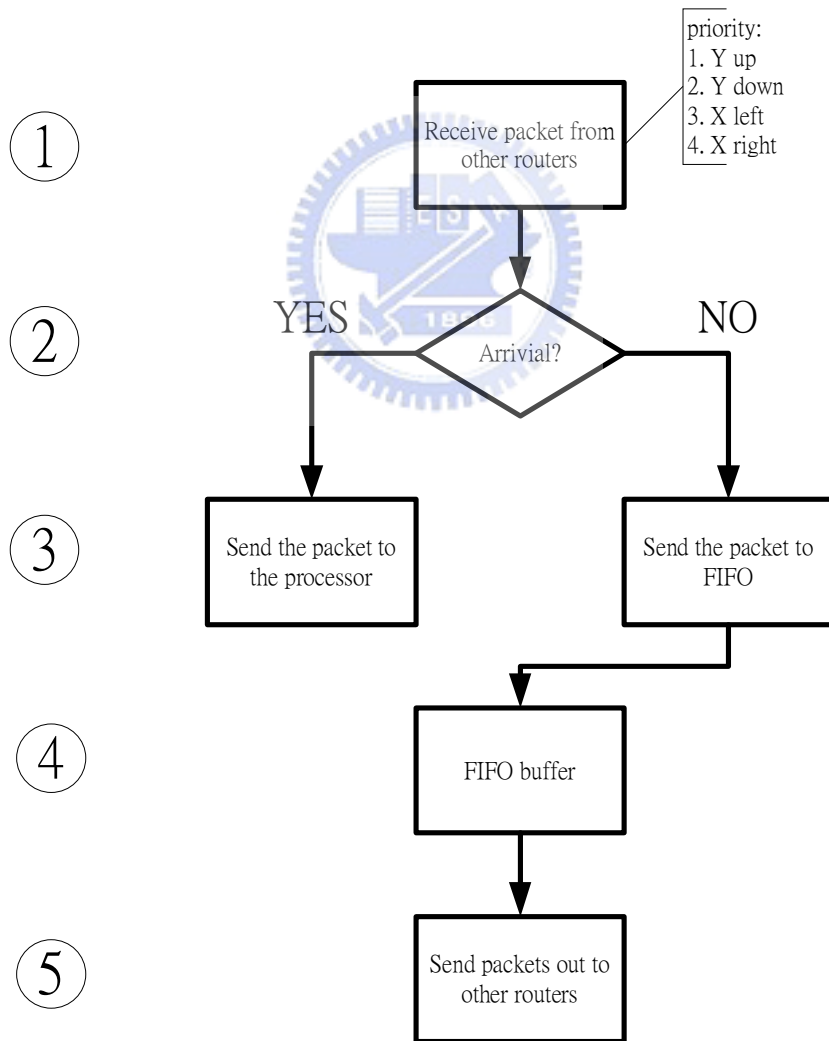 priority:
1. Y up
2. Y down
3. X left
4. X right
1
Receive packet from
other routers
E S
1896
2
YES
NO
Arrivial?
3
Send the packet to
the processor
Send the packet to
FIFO
4
FIFO buffer
5
Send packets out to
other routers